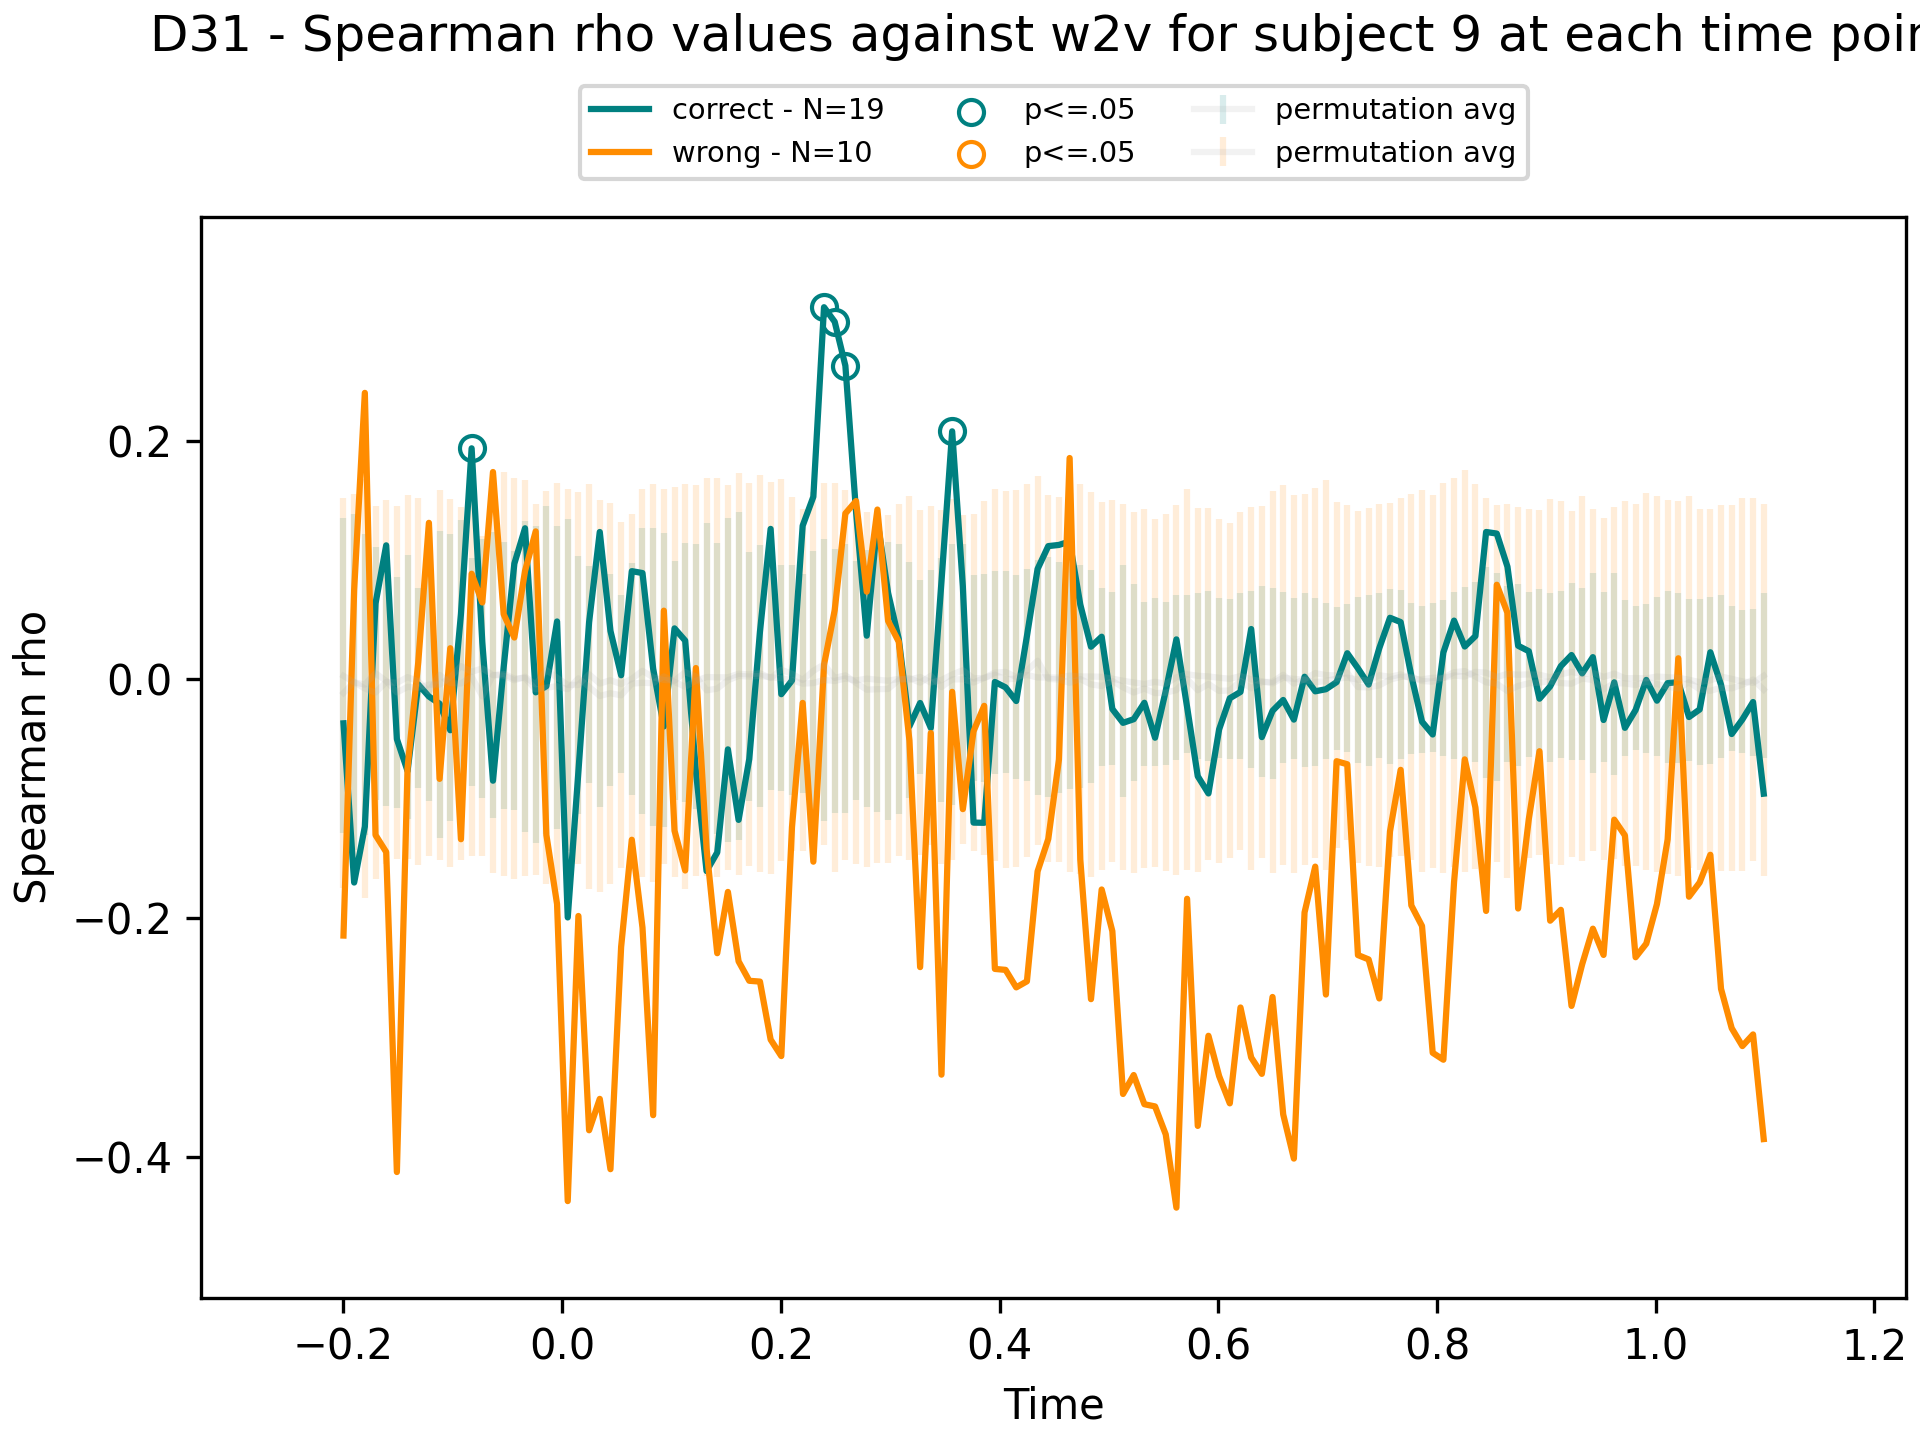 D31 - Spearman rho values against w2v for subject 9 at each time
correct - N=19 p<=.05 permutation avg
wrong - N=10 p<=.05 permutation avg
Spearman rho
0.2
0.0
−0.2
−0.4
−0.2 0.0 0.2 0.4 0.6 0.8 1.0 1.2
Time